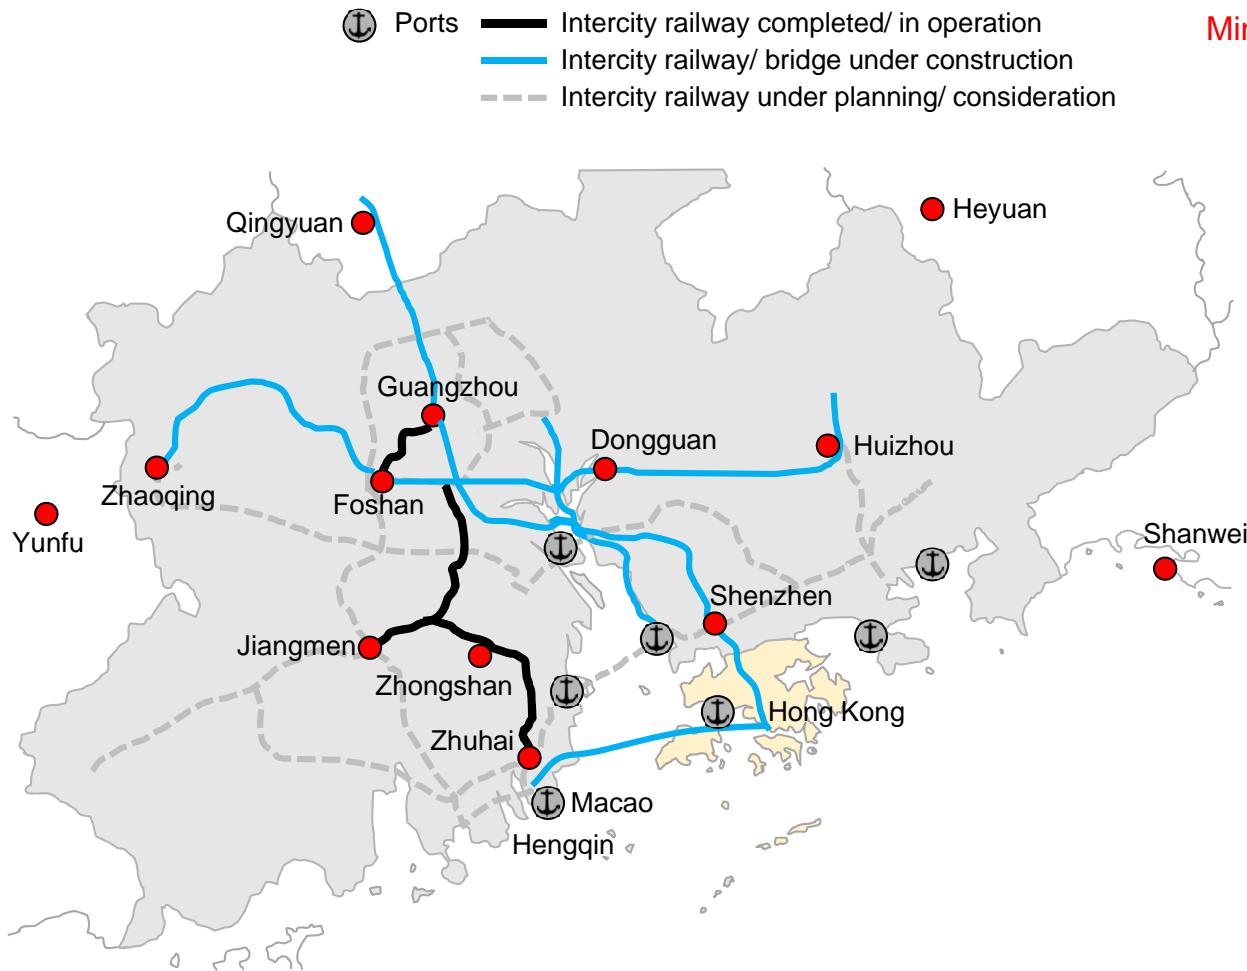 Ports
Intercity railway completed/ in operation
Intercity railway/ bridge under construction
Intercity railway under planning/ consideration
Qingyuan
Heyuan
Guangzhou
Dongguan
Huizhou
Zhaoqing
Foshan
Yunfu
Shanwei
Shenzhen
Jiangmen
Zhongshan
Hong Kong
Zhuhai
Macao
Hengqin